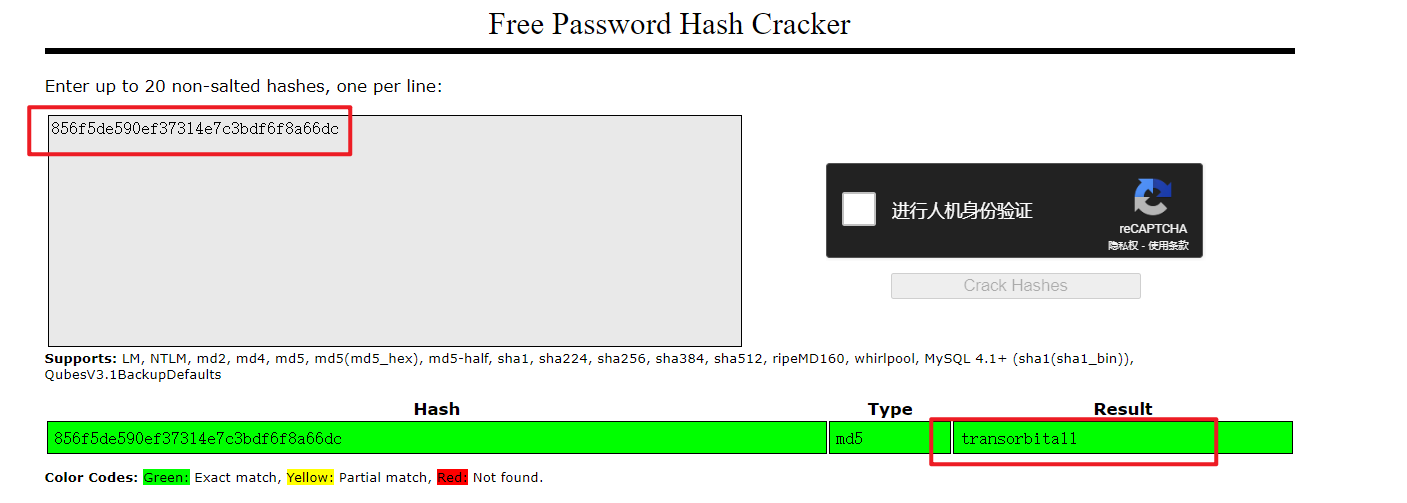 Free Password Hash Cracker
Enter up to 20 non-salted hashes, one per line:
856f5de590ef37314e7c3bdf6f8a66dc
进行人机身份验证
reCAPTCHA
隐私权 - 使用条款
Crack Hashes
Supports: LM, NTLM, md2, md4, md5, md5(md5_hex), md5-half, sha1, sha224, sha256, sha384, sha512, ripeMD160, whirlpool, MySQL 4.1+ (sha1(sha1_bin)),
QubesV3.1BackupDefaults
Hash Type Result
856f5de590ef37314e7c3bdf6f8a66dc md5 transorbital1
Color Codes: Green: Exact match, Yellow: Partial match, Red: Not found.